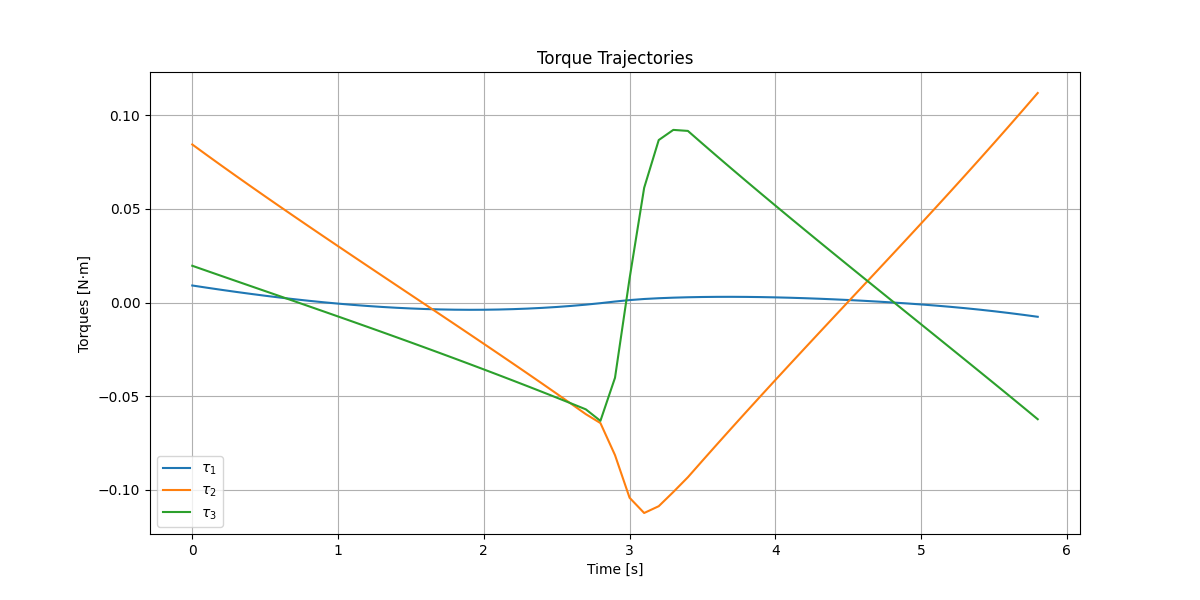 Torque Trajectories
Torques [N·m]
0.10
0.05
0.00
−0.05
−0.10
τ₁
τ₂
τ₃
0 1 2 3 4 5 6
Time [s]